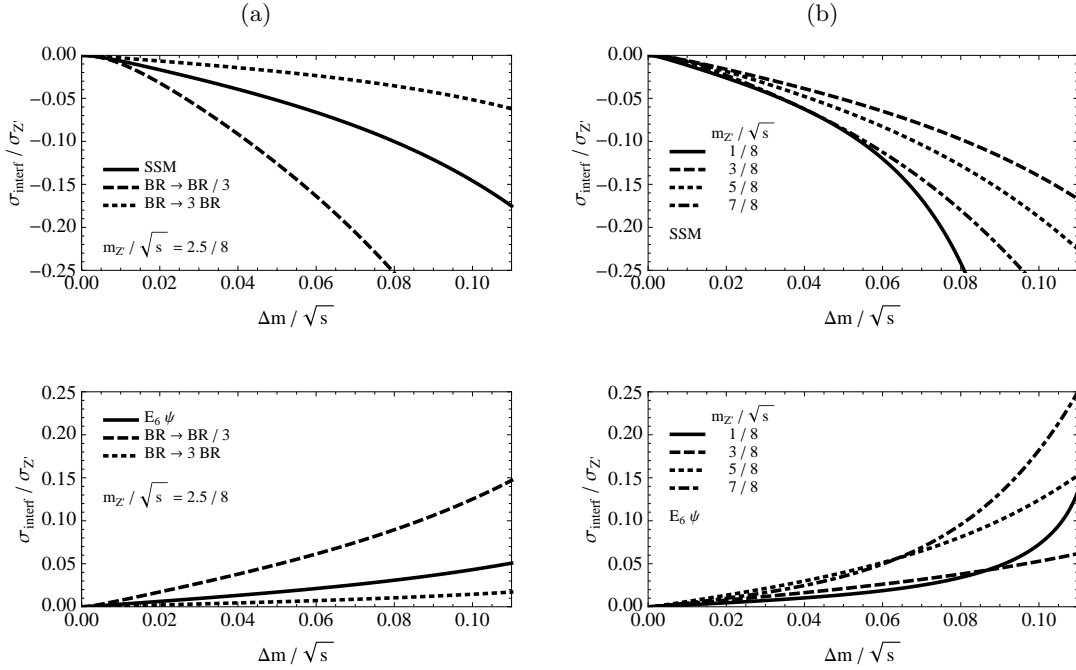 (a)
0.00
−0.05
−0.10
−0.15
−0.20
−0.25
σinterf / σZ'
SSM
BR → BR / 3
BR → 3 BR
mZ' / √s = 2.5 / 8
0.00 0.02 0.04 0.06 0.08 0.10
Δm / √s
(b)
0.00
−0.05
−0.10
−0.15
−0.20
−0.25
σinterf / σZ'
mZ' / √s
1 / 8
3 / 8
5 / 8
7 / 8
SSM
0.00 0.02 0.04 0.06 0.08 0.10
Δm / √s
0.25
0.20
0.15
0.10
0.05
0.00
σinterf / σZ'
E6 ψ
BR → BR / 3
BR → 3 BR
mZ' / √s = 2.5 / 8
0.00 0.02 0.04 0.06 0.08 0.10
Δm / √s
0.25
0.20
0.15
0.10
0.05
0.00
σinterf / σZ'
mZ' / √s
1 / 8
3 / 8
5 / 8
7 / 8
E6 ψ
0.00 0.02 0.04 0.06 0.08 0.10
Δm / √s